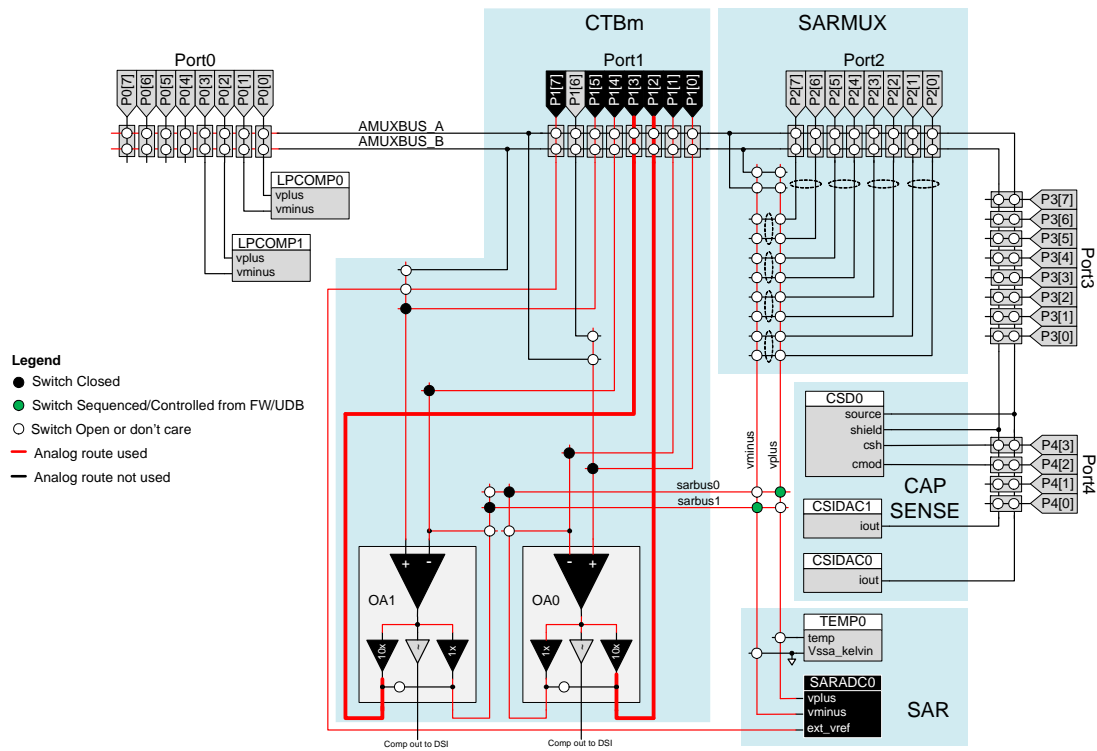 CTBm
SARMUX
Port0
Port1
Port2
P0[7]
P0[6]
P0[5]
P0[4]
P0[3]
P0[2]
P0[1]
P0[0]
P1[7]
P1[6]
P1[5]
P1[4]
P1[3]
P1[2]
P1[1]
P1[0]
P2[7]
P2[6]
P2[5]
P2[4]
P2[3]
P2[2]
P2[1]
P2[0]
AMUXBUS_A
AMUXBUS_B
LPCOMP0
vplus
vminus
LPCOMP1
vplus
vminus
P3[7]
P3[6]
P3[5]
P3[4]
P3[3]
P3[2]
P3[1]
P3[0]
Port3
Legend
Switch Closed
Switch Sequenced/Controlled from FW/UDB
Switch Open or don't care
Analog route used
Analog route not used
CSD0
source
shield
csh
cmod
P4[3]
P4[2]
P4[1]
P4[0]
Port4
CAP
SENSE
vminus
vplus
sarbus0
sarbus1
CSIDAC1
iout
CSIDAC0
iout
+
-
OA1
10x
~
1x
-
+
OA0
1x
~
10x
TEMP0
temp
Vssa_kelvin
SARADC0
vplus
vminus
ext_vref
SAR
Comp out to DSI
Comp out to DSI